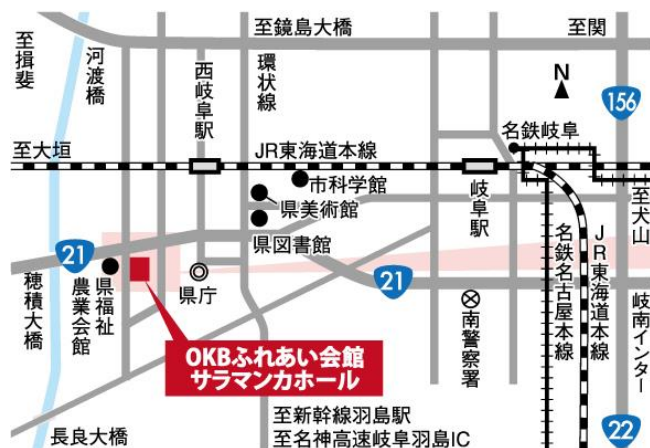 至鏡島大橋
至関
至揖斐
河渡橋
西岐阜駅
環状線
N
156
名鉄岐阜
至大垣
JR東海道本線
市科学館
県美術館
県図書館
岐阜駅
至犬山
21
穂積大橋
県福祉
農業会館
県庁
21
南警察署
名鉄名古屋本線
JR東海道本線
岐南インター
OKBふれあい会館
サラマンカホール
長良大橋
至新幹線羽島駅
至名神高速岐阜羽島IC
22